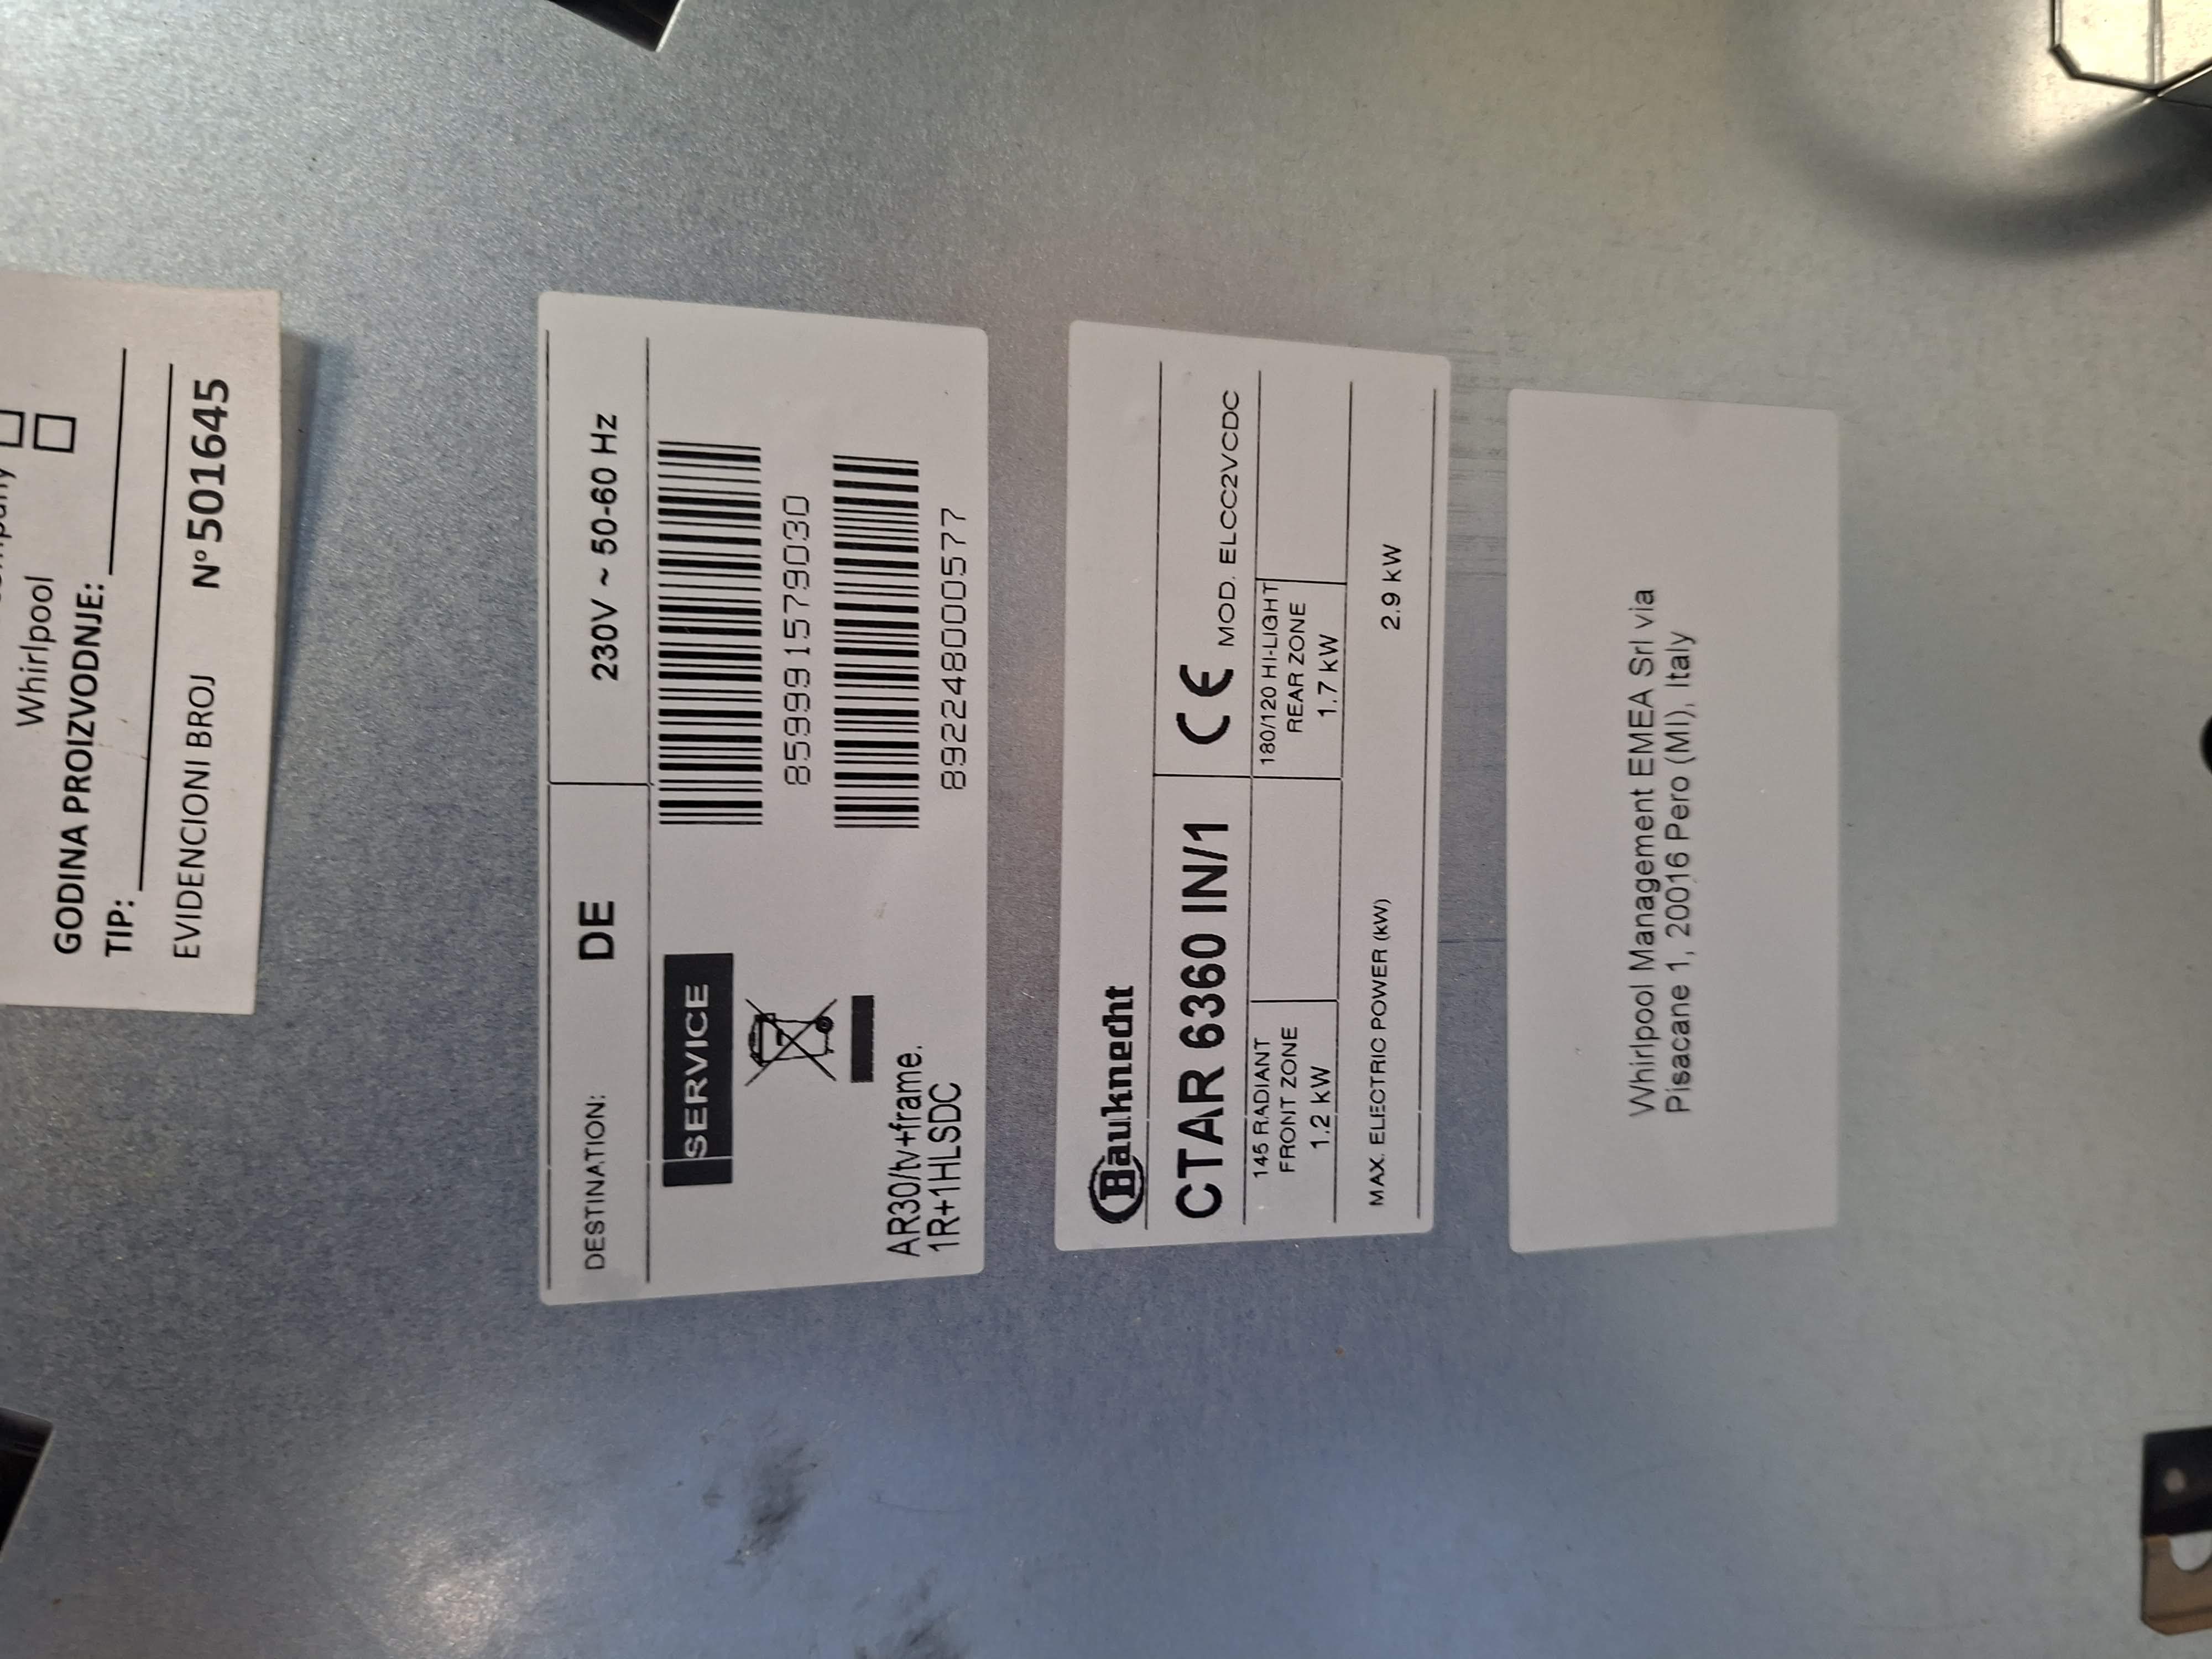 Whirlpool
GODINA PROIZVODNJE:
TIP:
EVIDENCIONI BROJ N°501645
DESTINATION: DE 230V ~ 50-60 Hz
SERVICE
859991579030
892248000577
AR30/tv+frame.
1R+1HLSDC
Bauknecht
CTAR 6360 IN/1 CE MOD. ELCC2VCDC
145 RADIANT
FRONT ZONE
1.2 kW
180/120 HI-LIGHT
REAR ZONE
1.7 kW
MAX. ELECTRIC POWER (kW) 2.9 kW
Whirlpool Management EMEA Srl via
Pisacane 1, 20016 Pero (MI), Italy